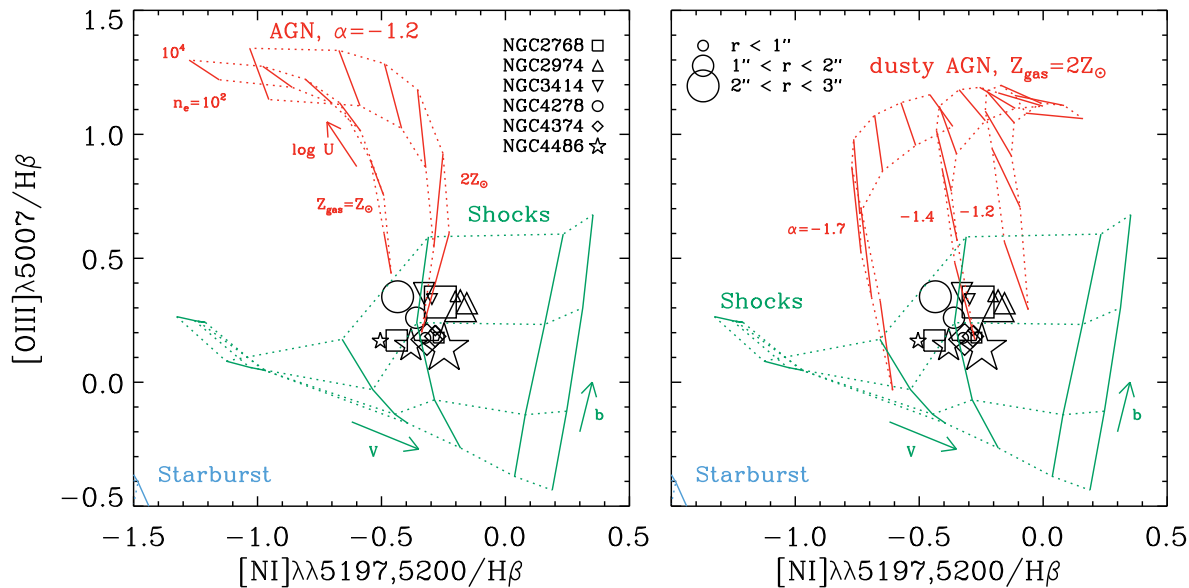 [OIII]λ5007/Hβ
1.5
1.0
0.5
0.0
−0.5
AGN, α=−1.2
10⁴
nₑ=10²
log U
Z_gas=Z⊙
2Z⊙
NGC2768
NGC2974
NGC3414
NGC4278
NGC4374
NGC4486
Shocks
V
b
Starburst
−1.5
−1.0
−0.5
0.0
0.5
[NI]λλ5197,5200/Hβ
r < 1″
1″ < r < 2″
2″ < r < 3″
dusty AGN, Z_gas=2Z⊙
α=−1.7
−1.4
−1.2
Shocks
V
b
Starburst
−1.0
−0.5
0.0
0.5
[NI]λλ5197,5200/Hβ